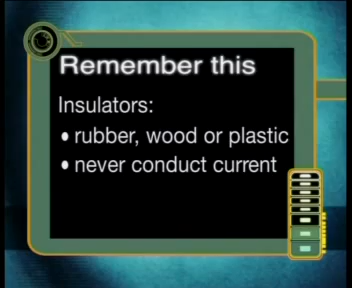 Remember this
Insulators:
• rubber, wood or plastic
• never conduct current